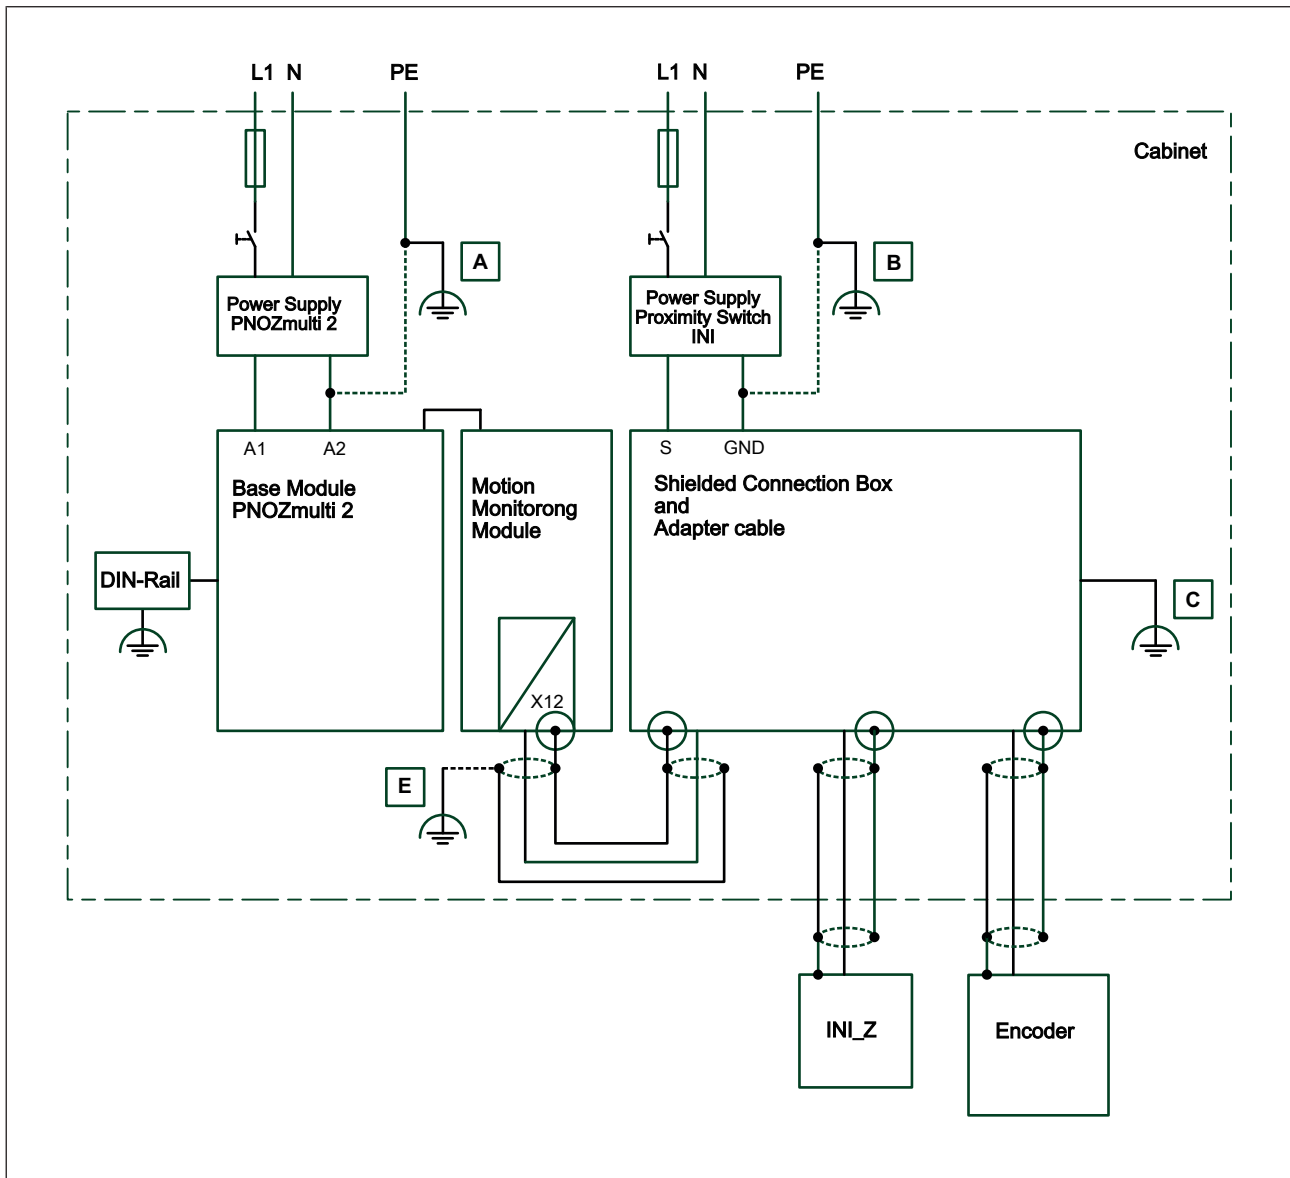 L1 N
PE
L1 N
PE
Cabinet
A
B
Power Supply
PNOZmulti 2
Power Supply
Proximity Switch
INI
A1
A2
S
GND
Base Module
PNOZmulti 2
Motion
Monitorong
Module
Shielded Connection Box
and
Adapter cable
DIN-Rail
C
X12
E
INI_Z
Encoder